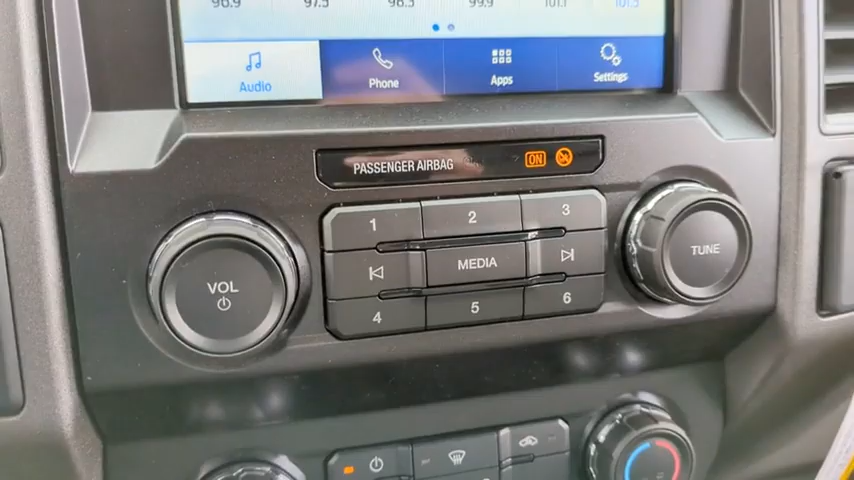 96.9 97.5 98.5 99.9 101.1 101.5
Audio Phone Apps Settings
PASSENGER AIRBAG ON
1 2 3
VOL MEDIA TUNE
4 5 6